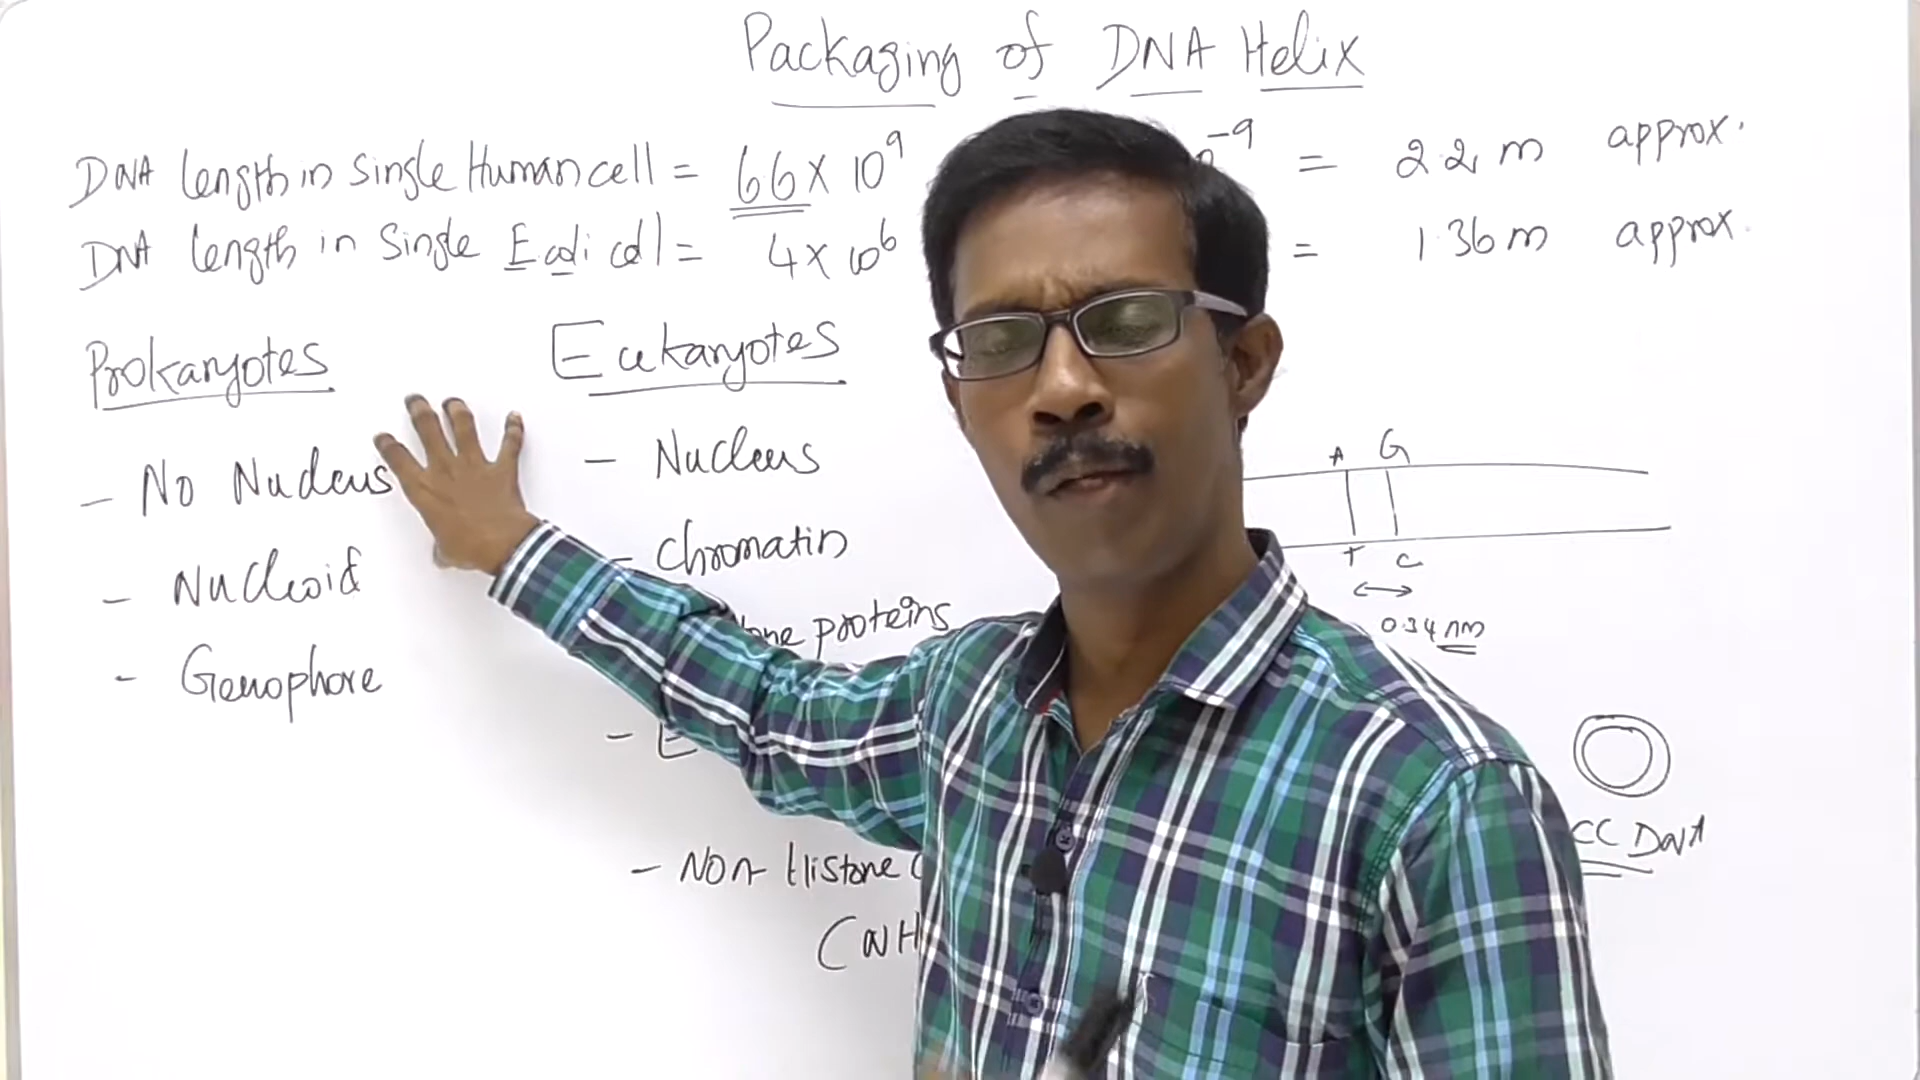 Packaging of DNA Helix
DNA length in single Human cell = 6.6 x 10⁹ ⁻⁹ = 2.2 m approx.
DNA length in single E coli cell = 4 x 10⁶ = 1.36 m approx.
Prokaryotes
- No Nucleus
- Nucleoid
- Genophore
Eukaryotes
- Nucleus
- Chromatin
proteins
-
- Non Histone
(NH
A G
T C
0.34 nm
CCC DNA